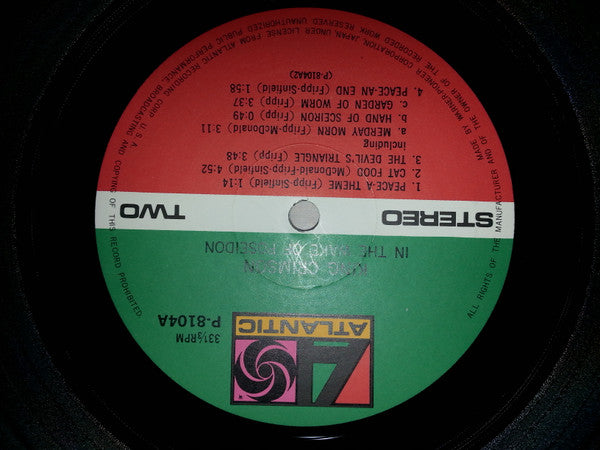 ATLANTIC
33 1/3 RPM
P-8104A
KING CRIMSON
IN THE WAKE OF POSEIDON
STEREO
TWO
1. PEACE-A THEME (Fripp-Sinfield) 1:14
2. CAT FOOD (McDonald-Fripp-Sinfield) 4:52
3. THE DEVIL'S TRIANGLE (Fripp) 3:48
including
a. MERDAY MORN (Fripp-McDonald) 3:11
b. HAND OF SCEIRON (Fripp) 0:49
c. GARDEN OF WORM (Fripp) 3:37
4. PEACE-AN END (Fripp-Sinfield) 1:58
(P-8104A2)
MADE BY WARNER-PIONEER CORPORATION, JAPAN UNDER LICENSE FROM ATLANTIC RECORDING CORP. U.S.A.
ALL RIGHTS OF THE MANUFACTURER AND OF THE OWNER OF THE RECORDED WORK RESERVED. UNAUTHORIZED PUBLIC PERFORMANCE, BROADCASTING AND COPYING OF THIS RECORD PROHIBITED.